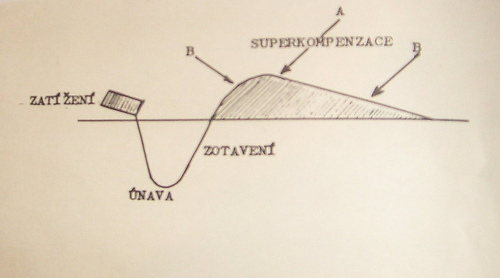 A
SUPERKOMPENZACE
B
B
ZATÍŽENÍ
ZOTAVENÍ
ÚNAVA